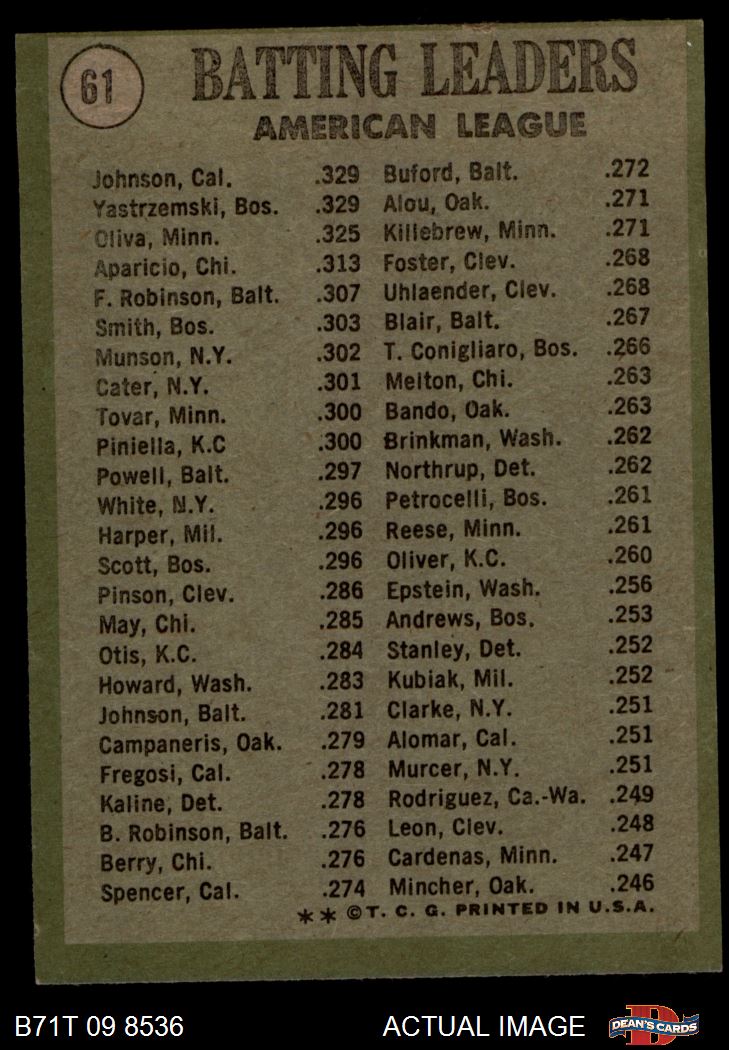 61
BATTING LEADERS
AMERICAN LEAGUE
Johnson, Cal. .329
Yastrzemski, Bos. .329
Oliva, Minn. .325
Aparicio, Chi. .313
F. Robinson, Balt. .307
Smith, Bos. .303
Munson, N.Y. .302
Cater, N.Y. .301
Tovar, Minn. .300
Piniella, K.C .300
Powell, Balt. .297
White, N.Y. .296
Harper, Mil. .296
Scott, Bos. .296
Pinson, Clev. .286
May, Chi. .285
Otis, K.C. .284
Howard, Wash. .283
Johnson, Balt. .281
Campaneris, Oak. .279
Fregosi, Cal. .278
Kaline, Det. .278
B. Robinson, Balt. .276
Berry, Chi. .276
Spencer, Cal. .274
Buford, Balt. .272
Alou, Oak. .271
Killebrew, Minn. .271
Foster, Clev. .268
Uhlaender, Clev. .268
Blair, Balt. .267
T. Conigliaro, Bos. .266
Melton, Chi. .263
Bando, Oak. .263
Brinkman, Wash. .262
Northrup, Det. .262
Petrocelli, Bos. .261
Reese, Minn. .261
Oliver, K.C. .260
Epstein, Wash. .256
Andrews, Bos. .253
Stanley, Det. .252
Kubiak, Mil. .252
Clarke, N.Y. .251
Alomar, Cal. .251
Murcer, N.Y. .251
Rodriguez, Ca.-Wa. .249
Leon, Clev. .248
Cardenas, Minn. .247
Mincher, Oak. .246
** ©T. C. G. PRINTED IN U.S.A.
B71T 09 8536
ACTUAL IMAGE
DEAN'S CARDS